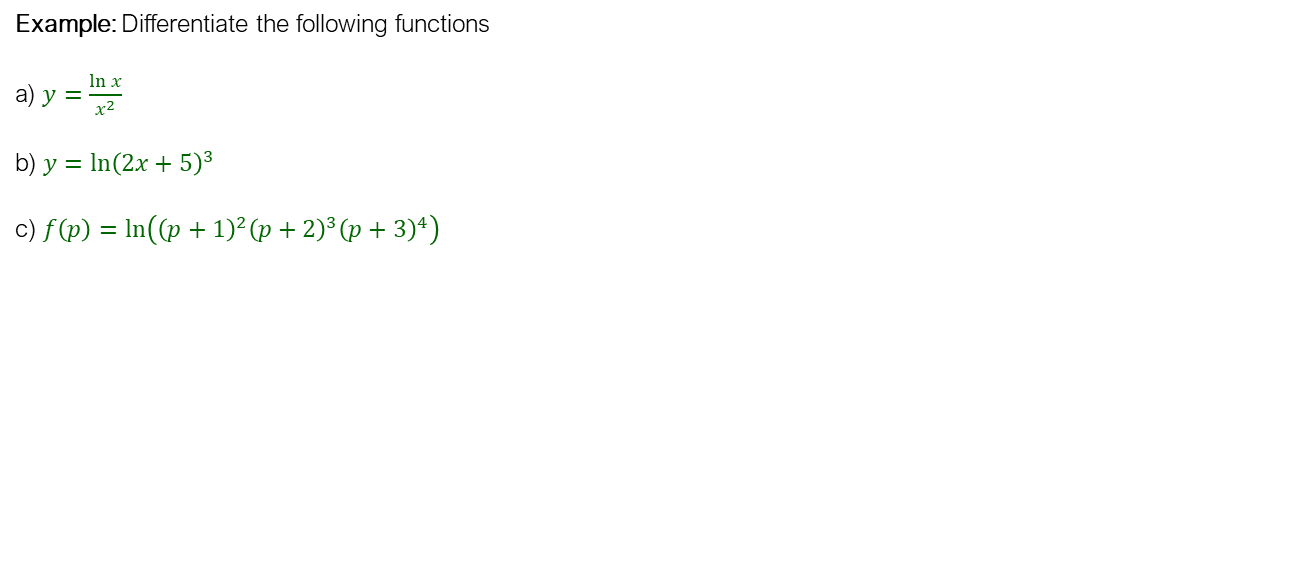 Example: Differentiate the following functions
a) y = ln x / x²
b) y = ln(2x + 5)³
c) f(p) = ln((p + 1)²(p + 2)³(p + 3)⁴)